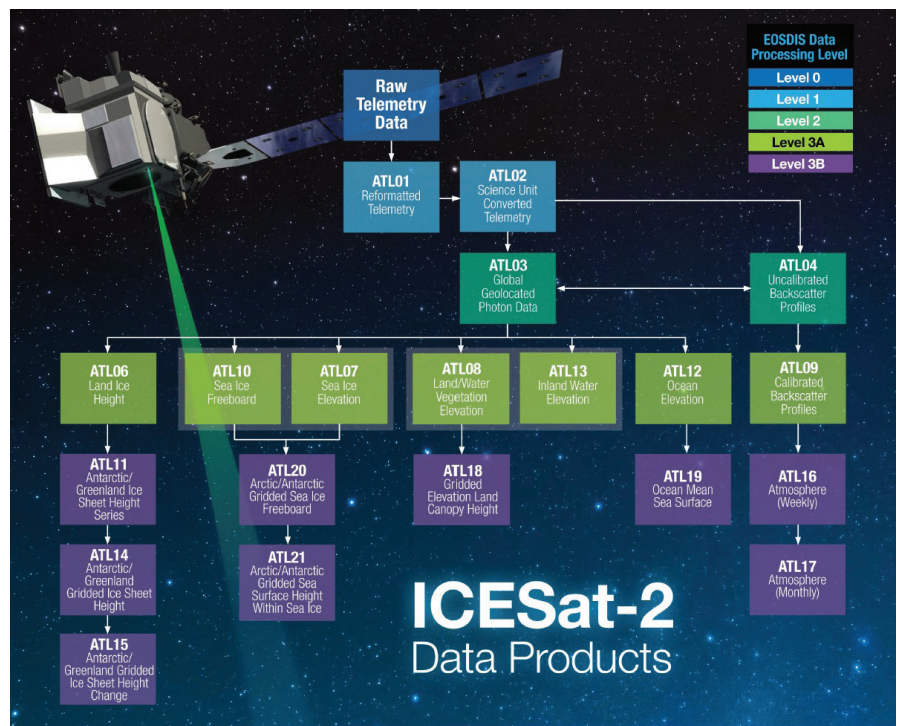 EOSDIS Data
Processing Level
Level 0
Level 1
Level 2
Level 3A
Level 3B
Raw
Telemetry
Data
ATL01
Reformatted
Telemetry
ATL02
Science Unit
Converted
Telemetry
ATL03
Global
Geolocated
Photon Data
ATL04
Uncalibrated
Backscatter
Profiles
ATL06
Land Ice
Height
ATL10
Sea Ice
Freeboard
ATL07
Sea Ice
Elevation
ATL08
Land/Water
Vegetation
Elevation
ATL13
Inland Water
Elevation
ATL12
Ocean
Elevation
ATL09
Calibrated
Backscatter
Profiles
ATL11
Antarctic/
Greenland Ice
Sheet Height
Series
ATL20
Arctic/Antarctic
Gridded Sea Ice
Freeboard
ATL18
Gridded
Elevation Land
Canopy Height
ATL19
Ocean Mean
Sea Surface
ATL16
Atmosphere
(Weekly)
ATL14
Antarctic/
Greenland
Gridded Ice Sheet
Height
ATL21
Arctic/Antarctic
Gridded Sea
Surface Height
Within Sea Ice
ATL17
Atmosphere
(Monthly)
ATL15
Antarctic/
Greenland Gridded
Ice Sheet Height
Change
ICESat-2
Data Products